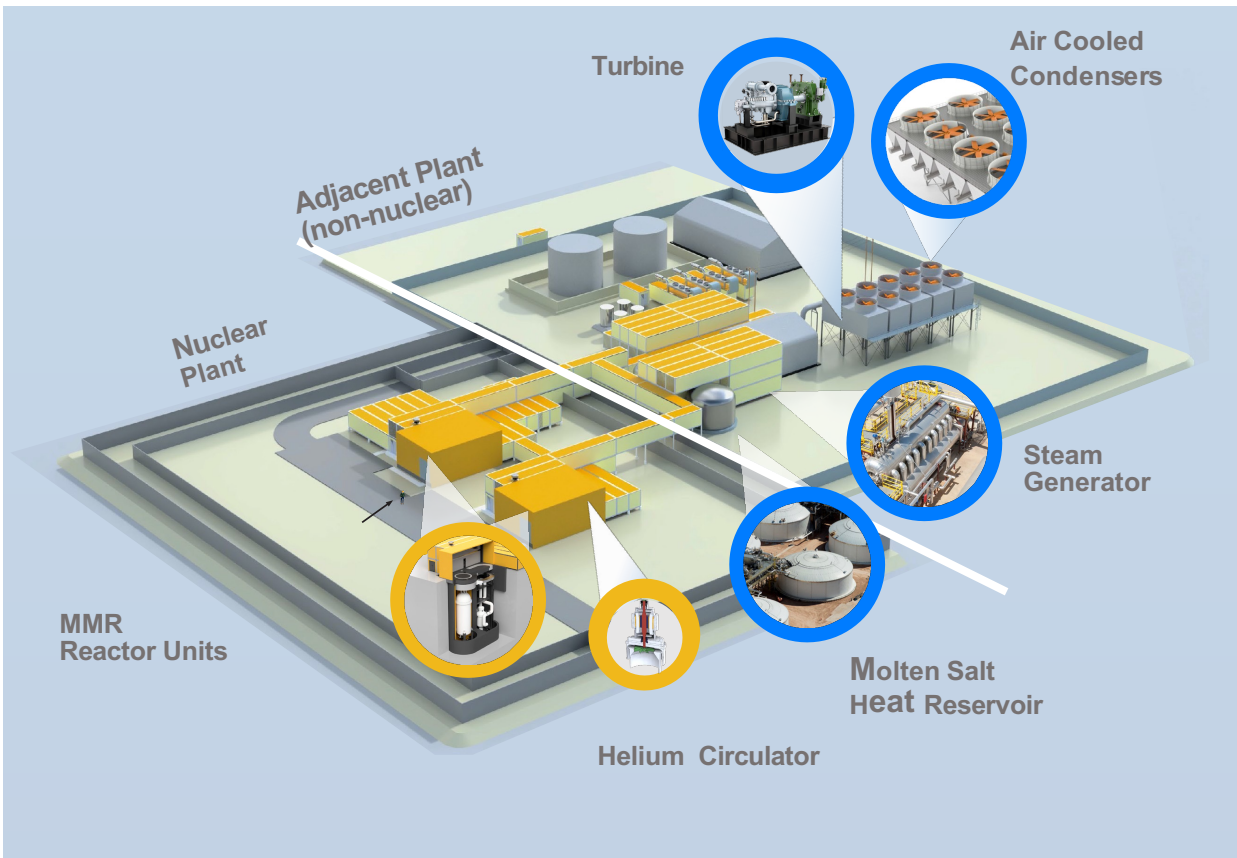 Turbine
Air Cooled
Condensers
Adjacent Plant
(non-nuclear)
Nuclear
Plant
Steam
Generator
MMR
Reactor Units
Molten Salt
Heat Reservoir
Helium Circulator